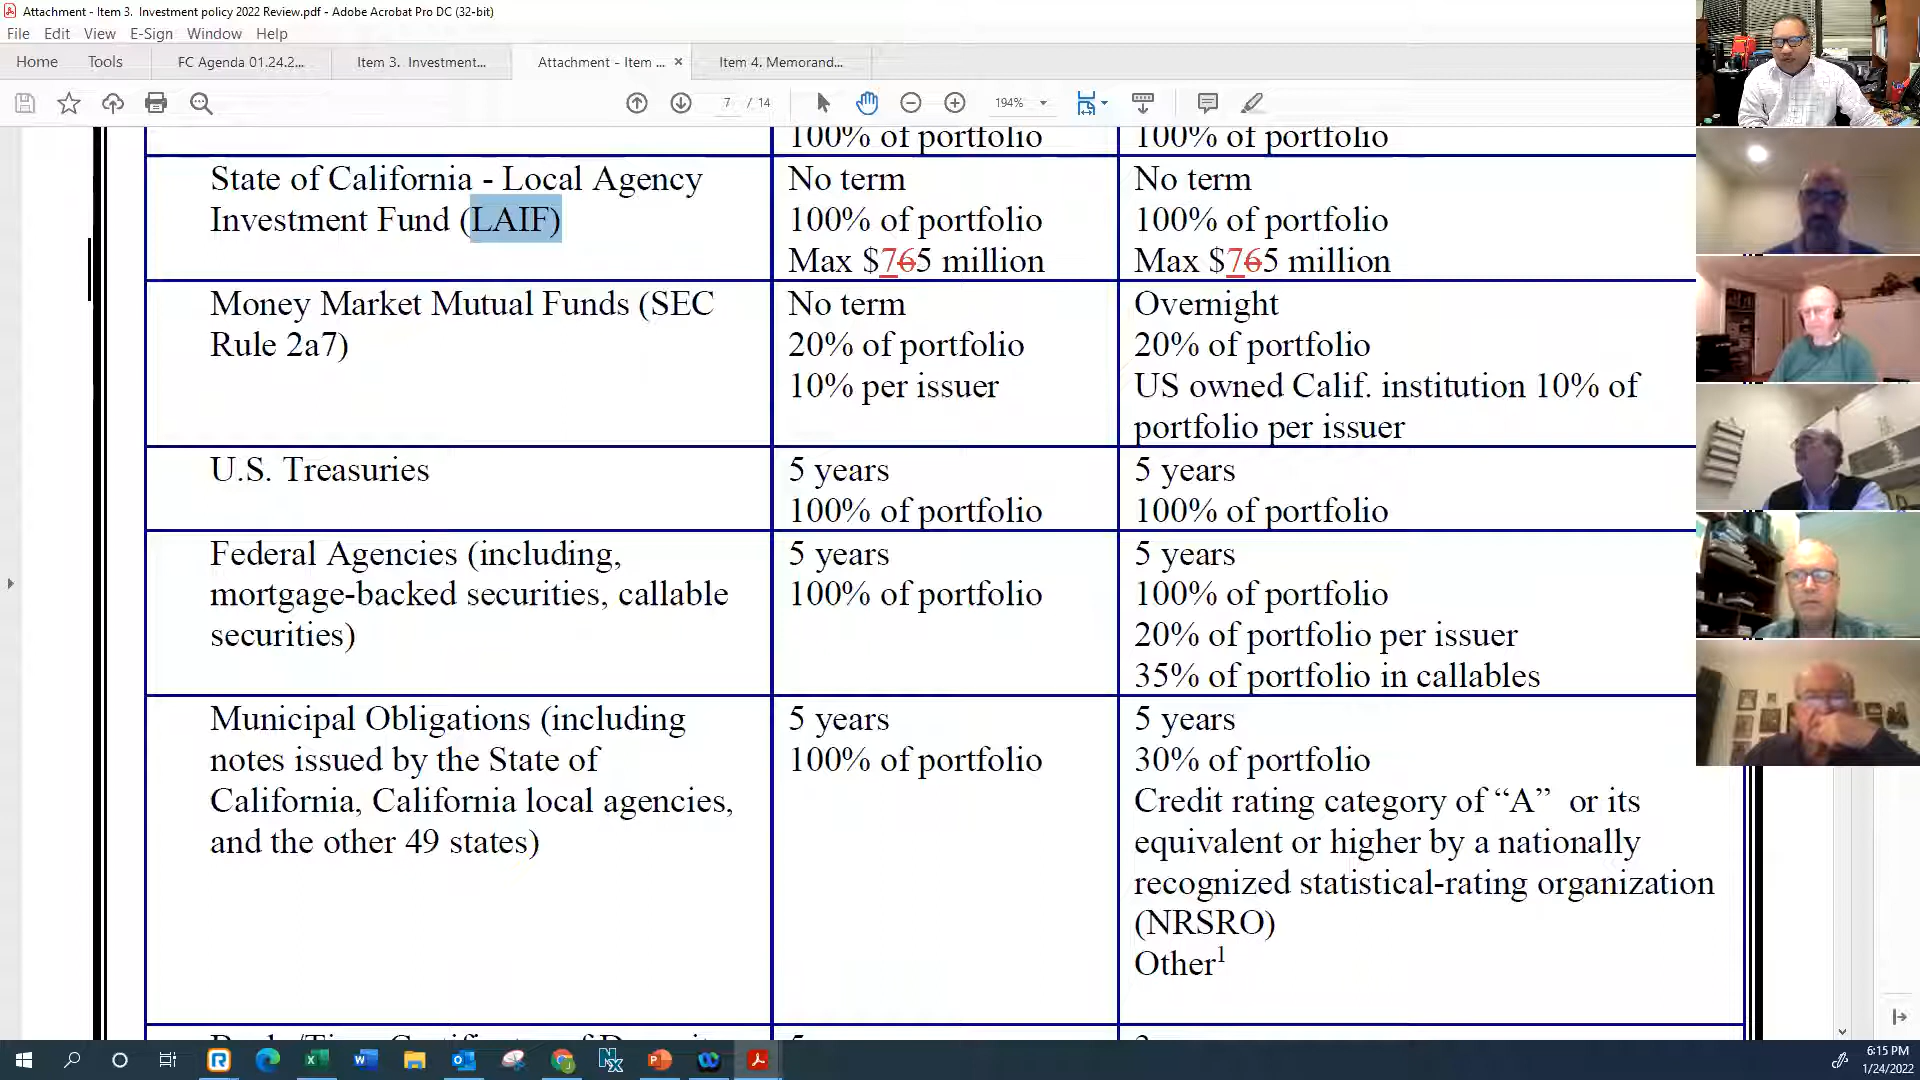 Attachment - Item 3. Investment policy 2022 Review.pdf - Adobe Acrobat Pro DC (32-bit)
File Edit View E-Sign Window Help
Home Tools FC Agenda 01.24.2... Item 3. Investment... Attachment - Item ... × Item 4. Memorand...
7 / 14 194%
100% of portfolio 100% of portfolio
State of California - Local Agency
Investment Fund (LAIF)
No term
100% of portfolio
Max $765 million
No term
100% of portfolio
Max $765 million
Money Market Mutual Funds (SEC
Rule 2a7)
No term
20% of portfolio
10% per issuer
Overnight
20% of portfolio
US owned Calif. institution 10% of
portfolio per issuer
U.S. Treasuries
5 years
100% of portfolio
5 years
100% of portfolio
Federal Agencies (including,
mortgage-backed securities, callable
securities)
5 years
100% of portfolio
5 years
100% of portfolio
20% of portfolio per issuer
35% of portfolio in callables
Municipal Obligations (including
notes issued by the State of
California, California local agencies,
and the other 49 states)
5 years
100% of portfolio
5 years
30% of portfolio
Credit rating category of “A” or its
equivalent or higher by a nationally
recognized statistical-rating organization
(NRSRO)
Other1
6:15 PM
1/24/2022